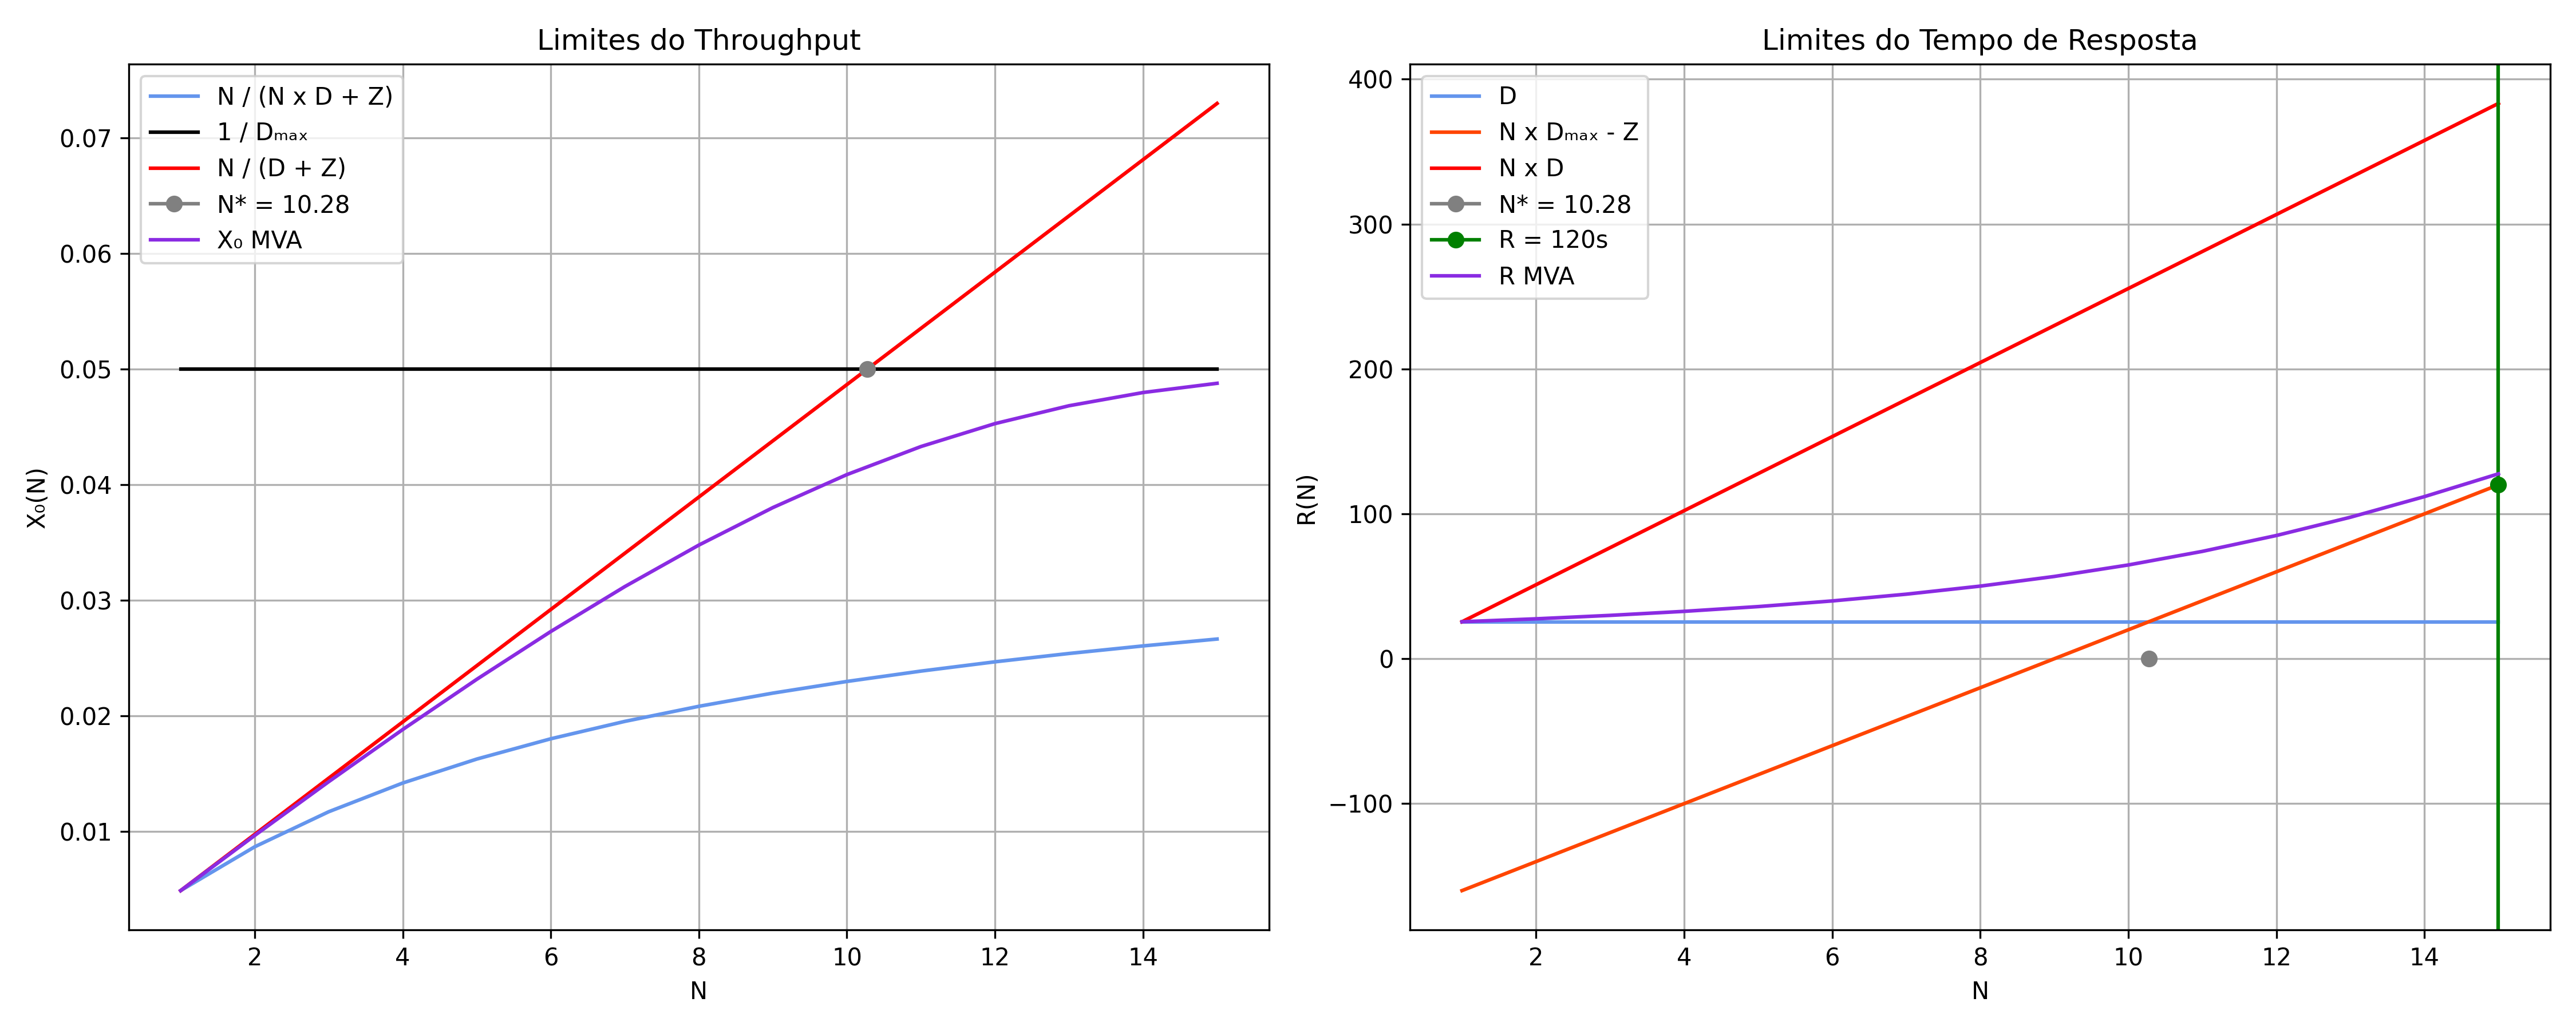 Limites do Throughput
N / (N x D + Z)
1 / Dₘₐₓ
N / (D + Z)
N* = 10.28
X₀ MVA
0.07
0.06
0.05
0.04
0.03
0.02
0.01
X₀(N)
2 4 6 8 10 12 14
N
Limites do Tempo de Resposta
D
N x Dₘₐₓ - Z
N x D
N* = 10.28
R = 120s
R MVA
400
300
200
100
0
−100
R(N)
2 4 6 8 10 12 14
N